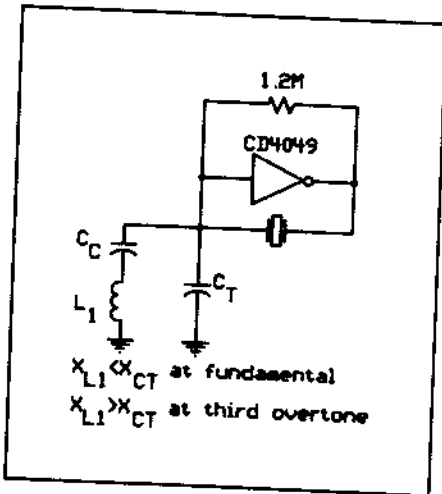 1.2M
CD4049
CC
L1
CT
XL1<XCT at fundamental
XL1>XCT at third overtone